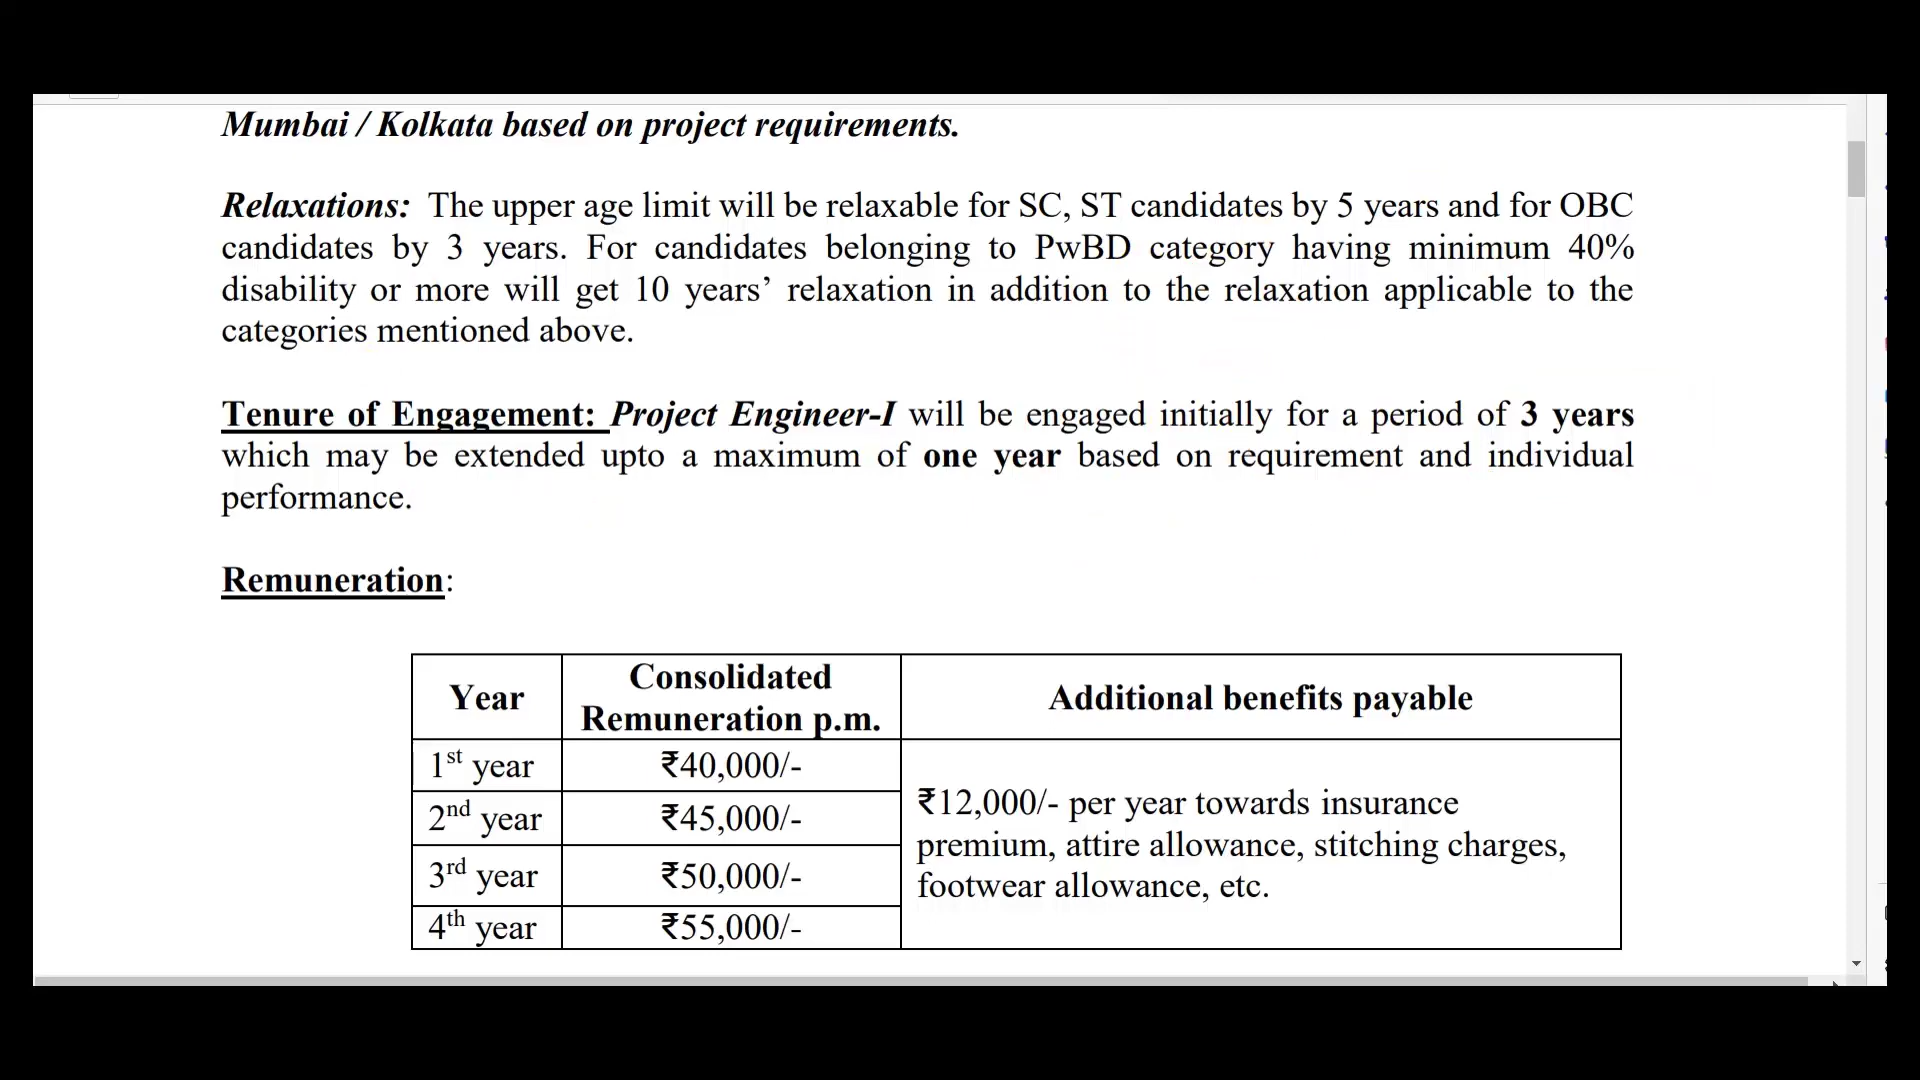 Mumbai / Kolkata based on project requirements.
Relaxations: The upper age limit will be relaxable for SC, ST candidates by 5 years and for OBC
candidates by 3 years. For candidates belonging to PwBD category having minimum 40%
disability or more will get 10 years’ relaxation in addition to the relaxation applicable to the
categories mentioned above.
Tenure of Engagement: Project Engineer-I will be engaged initially for a period of 3 years
which may be extended upto a maximum of one year based on requirement and individual
performance.
Remuneration:
Year
Consolidated
Remuneration p.m.
Additional benefits payable
1st year
₹40,000/-
2nd year
₹45,000/-
3rd year
₹50,000/-
4th year
₹55,000/-
₹12,000/- per year towards insurance
premium, attire allowance, stitching charges,
footwear allowance, etc.